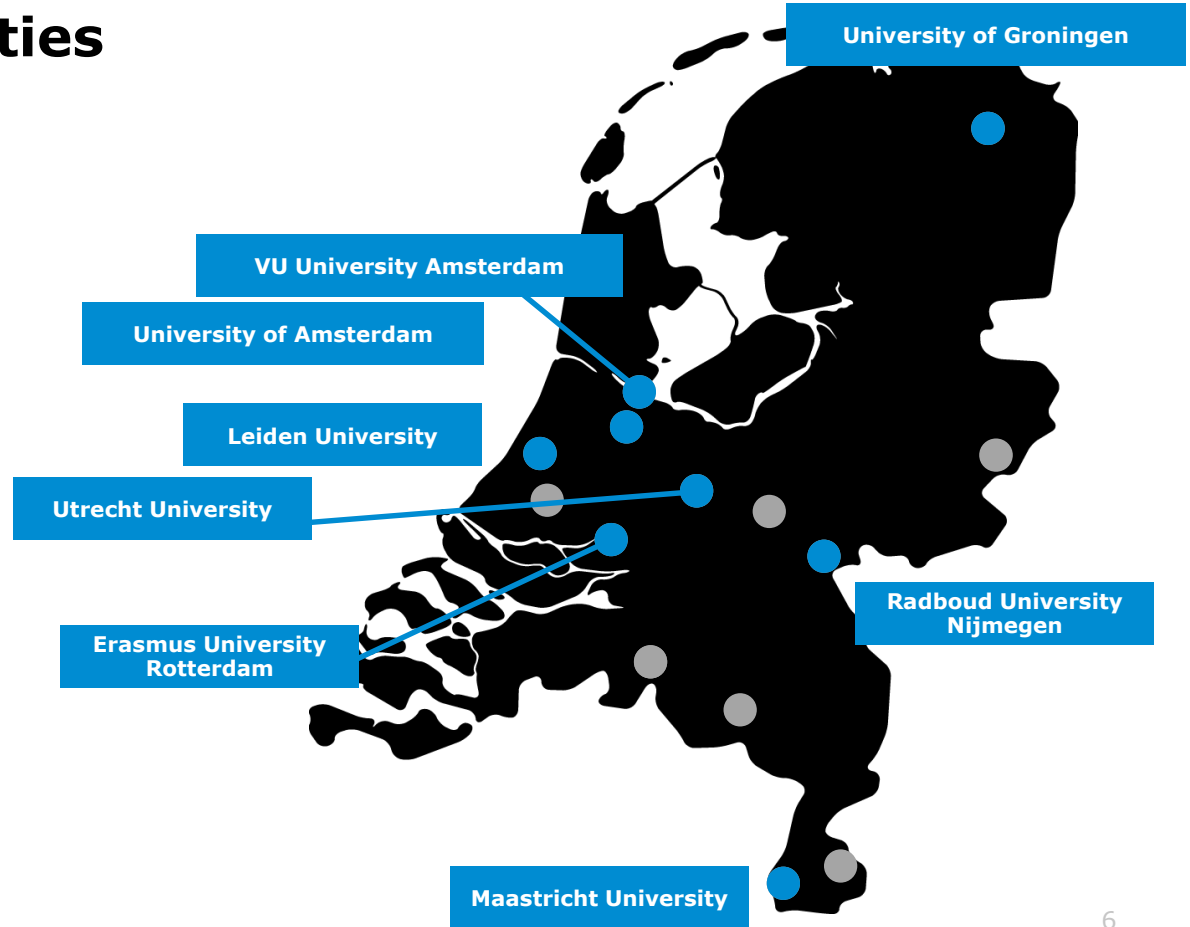 ties
University of Groningen
VU University Amsterdam
University of Amsterdam
Leiden University
Utrecht University
Radboud University
Nijmegen
Erasmus University
Rotterdam
Maastricht University
6